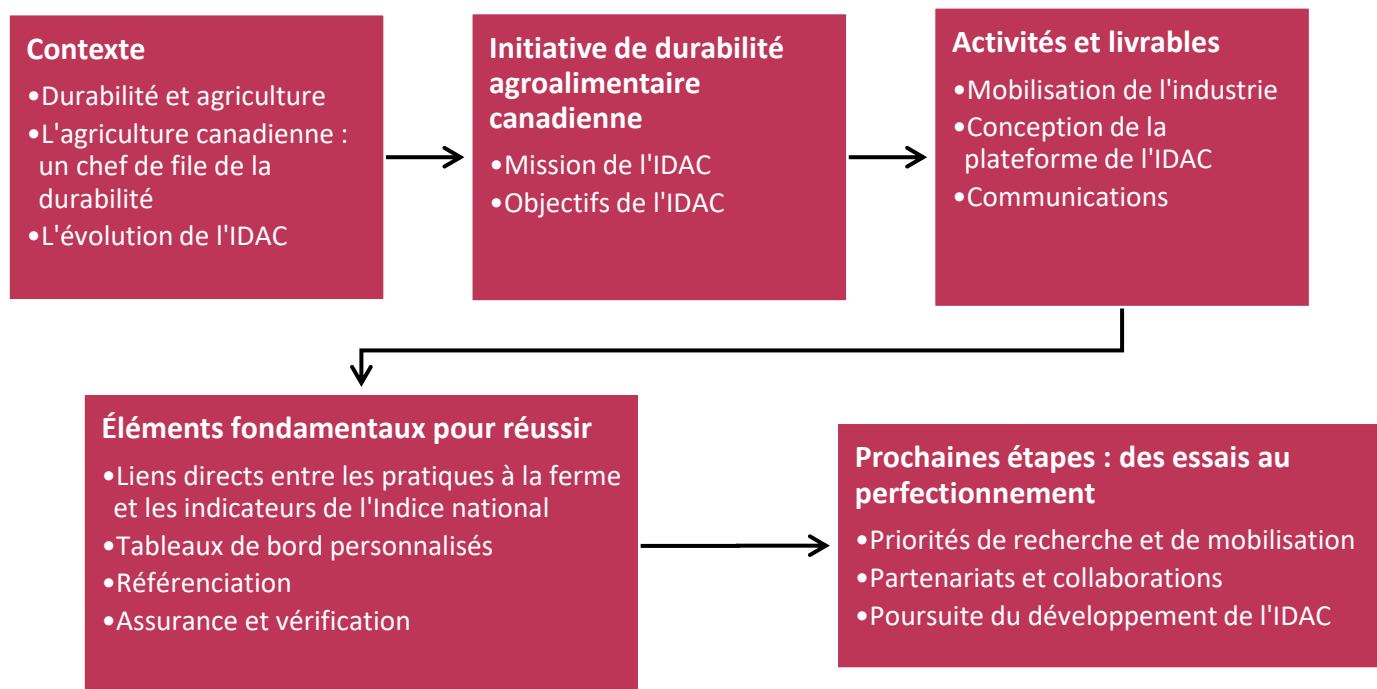 Contexte
•Durabilité et agriculture
•L'agriculture canadienne :
un chef de file de la
durabilité
•L'évolution de l'IDAC
Initiative de durabilité
agroalimentaire
canadienne
•Mission de l'IDAC
•Objectifs de l'IDAC
Activités et livrables
•Mobilisation de l'industrie
•Conception de la
plateforme de l'IDAC
•Communications
Éléments fondamentaux pour réussir
•Liens directs entre les pratiques à la ferme
et les indicateurs de l'Indice national
•Tableaux de bord personnalisés
•Référenciation
•Assurance et vérification
Prochaines étapes : des essais au
perfectionnement
•Priorités de recherche et de mobilisation
•Partenariats et collaborations
•Poursuite du développement de l'IDAC